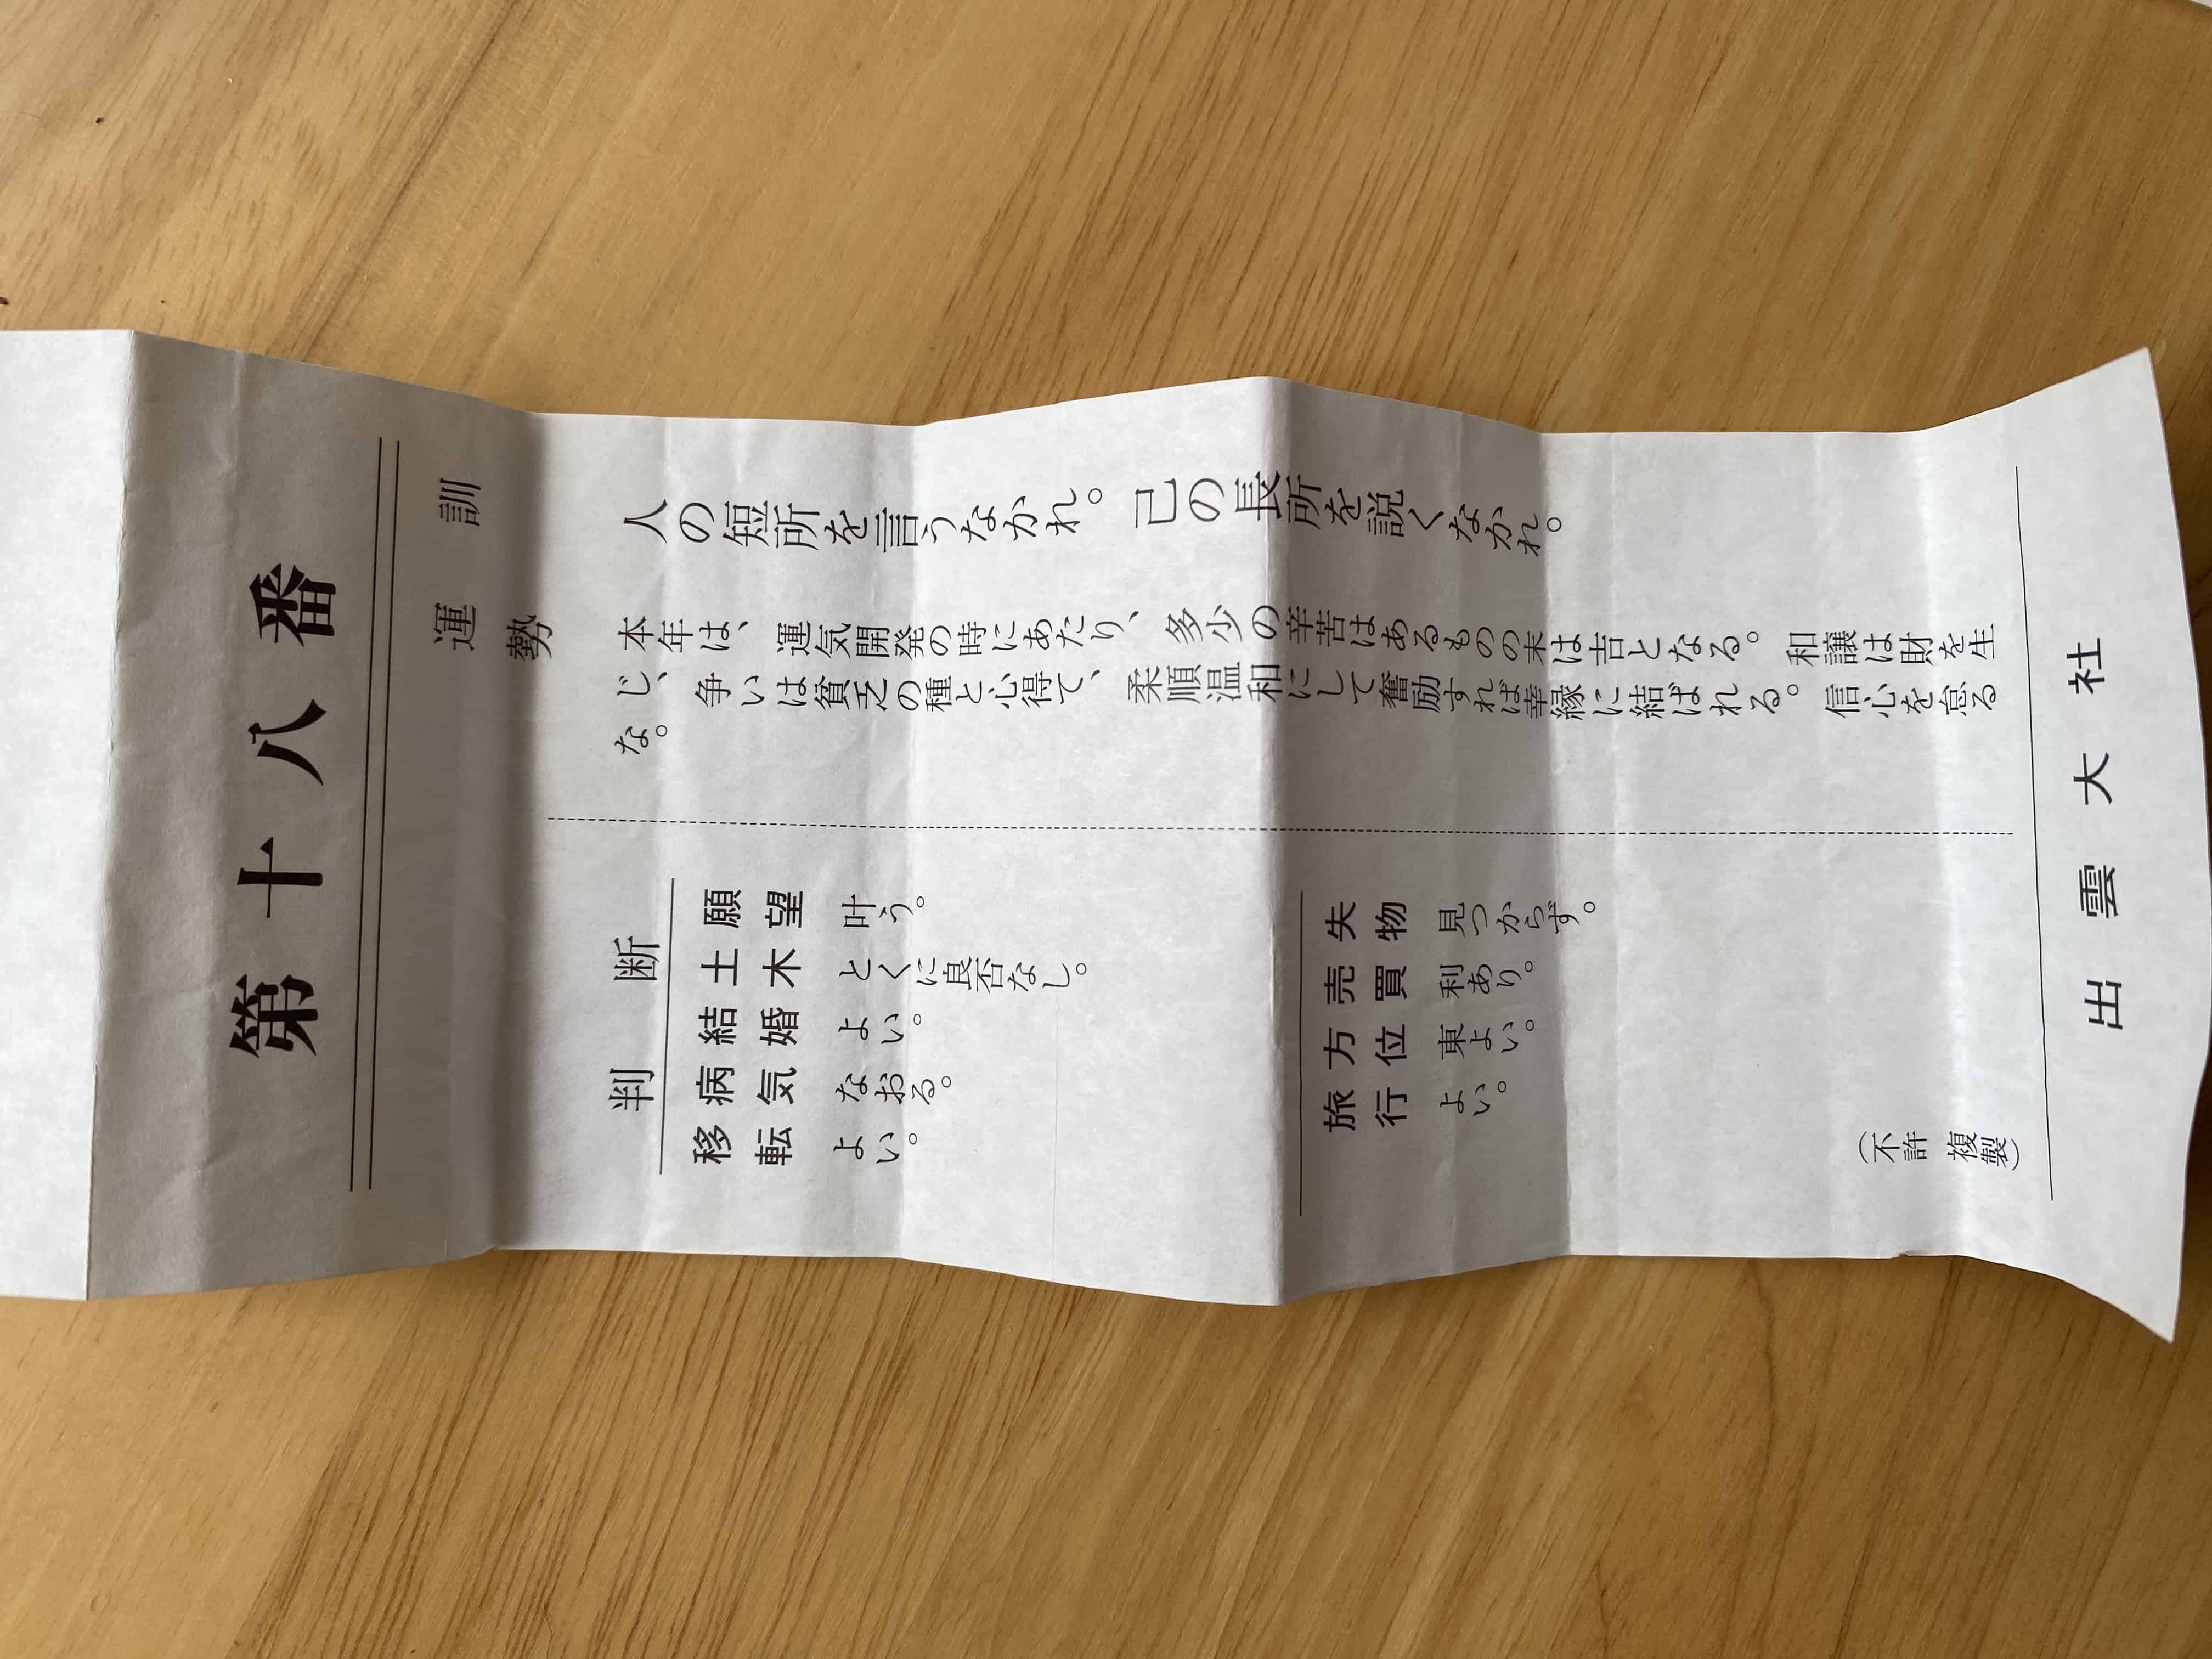 第十八番
訓
人の短所を言うなかれ。己の長所を説くなかれ。
運勢
本年は、運気開発の時にあたり、多少の辛苦はあるものの末は吉となる。和譲は財を生
じ、争いは貧乏の種と心得て、柔順温和にして奮励すれば幸縁に結ばれる。信心を怠る
な。
判断
願望 叶う。
土木 とくに良否なし。
結婚 よい。
病気 なおる。
移転 よい。
失物 見つからず。
売買 利あり。
方位 東よい。
旅行 よい。
（不許 複製）
出雲大社